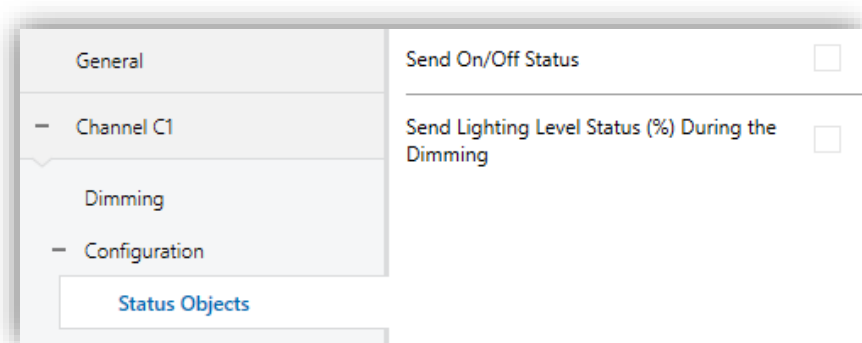 General
Channel C1
Dimming
Configuration
Status Objects
Send On/Off Status
Send Lighting Level Status (%) During the
Dimming